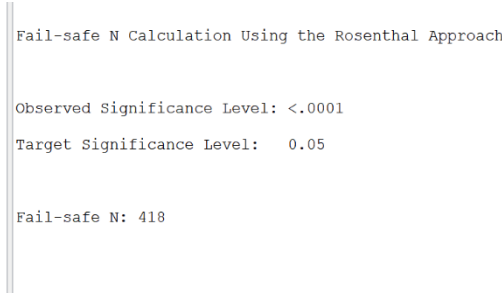 Fail-safe N Calculation Using the Rosenthal Approach
Observed Significance Level: <.0001
Target Significance Level: 0.05
Fail-safe N: 418